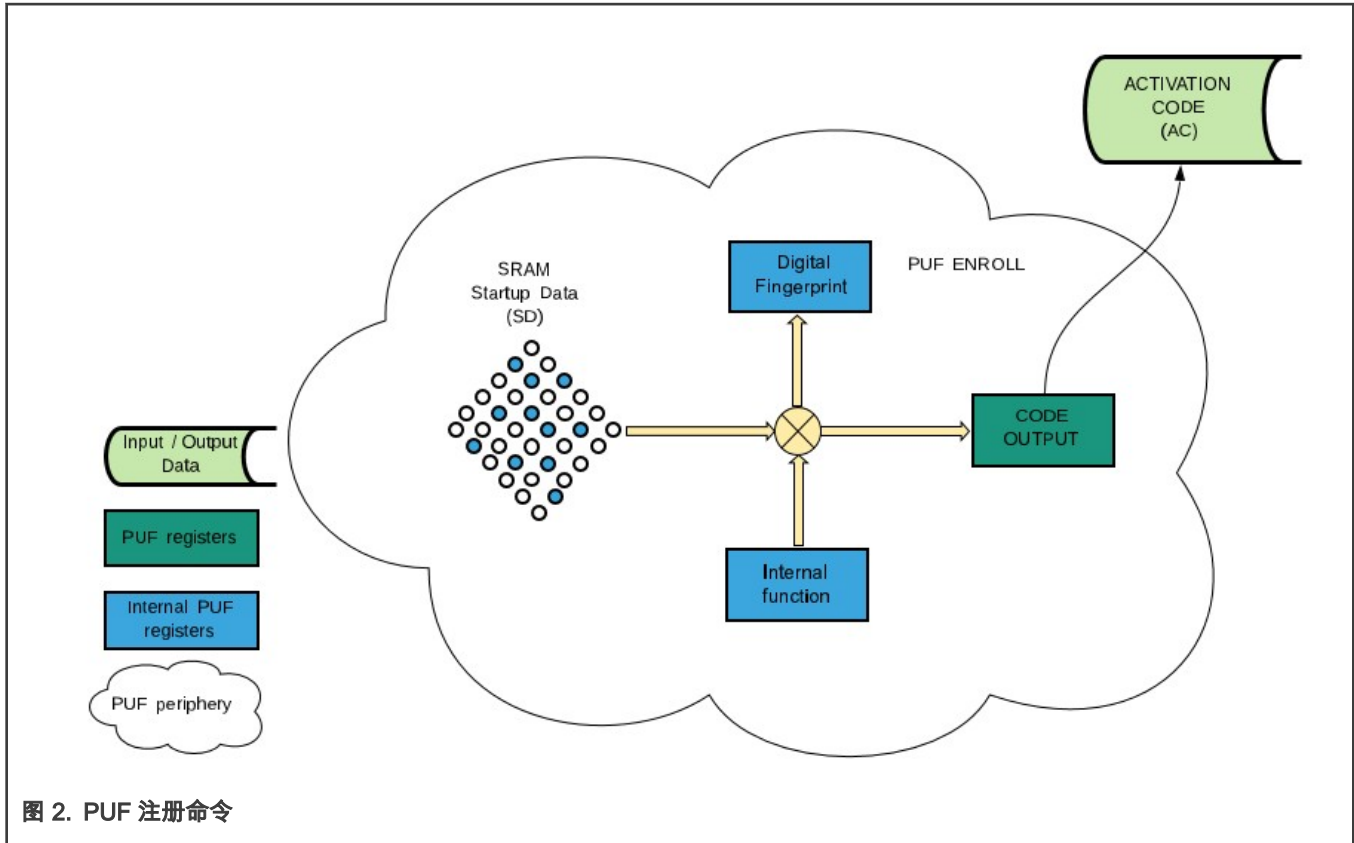 ACTIVATION
CODE
(AC)
SRAM
Startup Data
(SD)
Digital
Fingerprint
PUF ENROLL
CODE
OUTPUT
Internal
function
Input / Output
Data
PUF registers
Internal PUF
registers
PUF periphery
图 2. PUF 注册命令